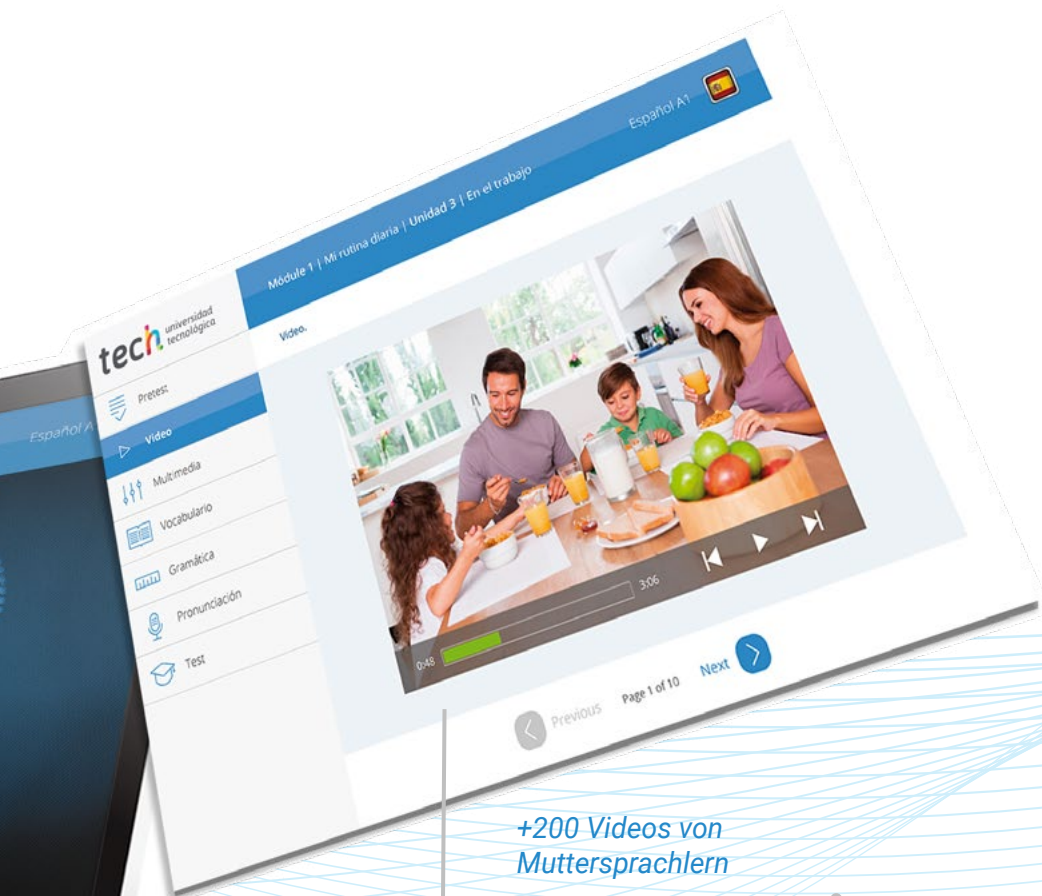 Español A1
Módule 1 | Mi rutina diaria | Unidad 3 | En el trabajo
tech universidad
tecnológica
Video.
Pretest
Video
Multimedia
Vocabulario
Gramática
Pronunciación
Test
0:48
3:06
Previous
Page 1 of 10
Next
Español A
+200 Videos von
Muttersprachlern